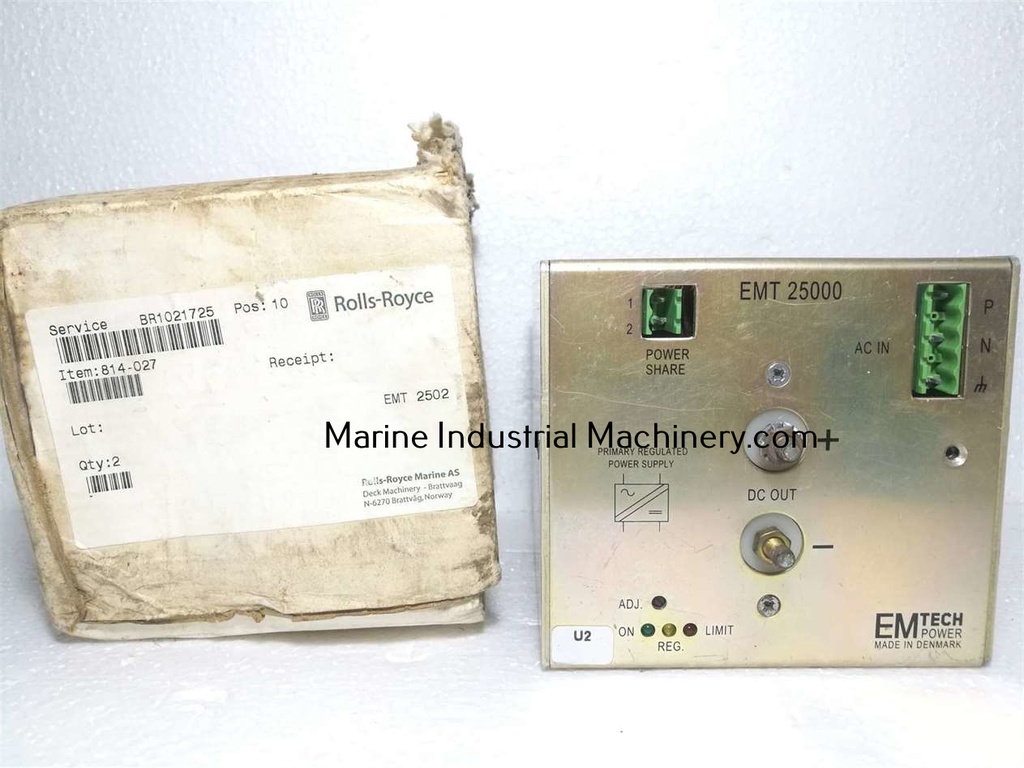 Service BR1021725 Pos:10 Rolls-Royce
Item:814-027
Receipt:
EMT 2502
Lot:
Qty:2
Rolls-Royce Marine AS
Deck Machinery - Brattvaag
N-6270 Brattvåg, Norway
Marine Industrial Machinery.com
EMT 25000
1
2
POWER
SHARE
AC IN
P
N
+
PRIMARY REGULATED
POWER SUPPLY
DC OUT
−
ADJ.
ON
LIMIT
REG.
U2
EMTECH
POWER
MADE IN DENMARK